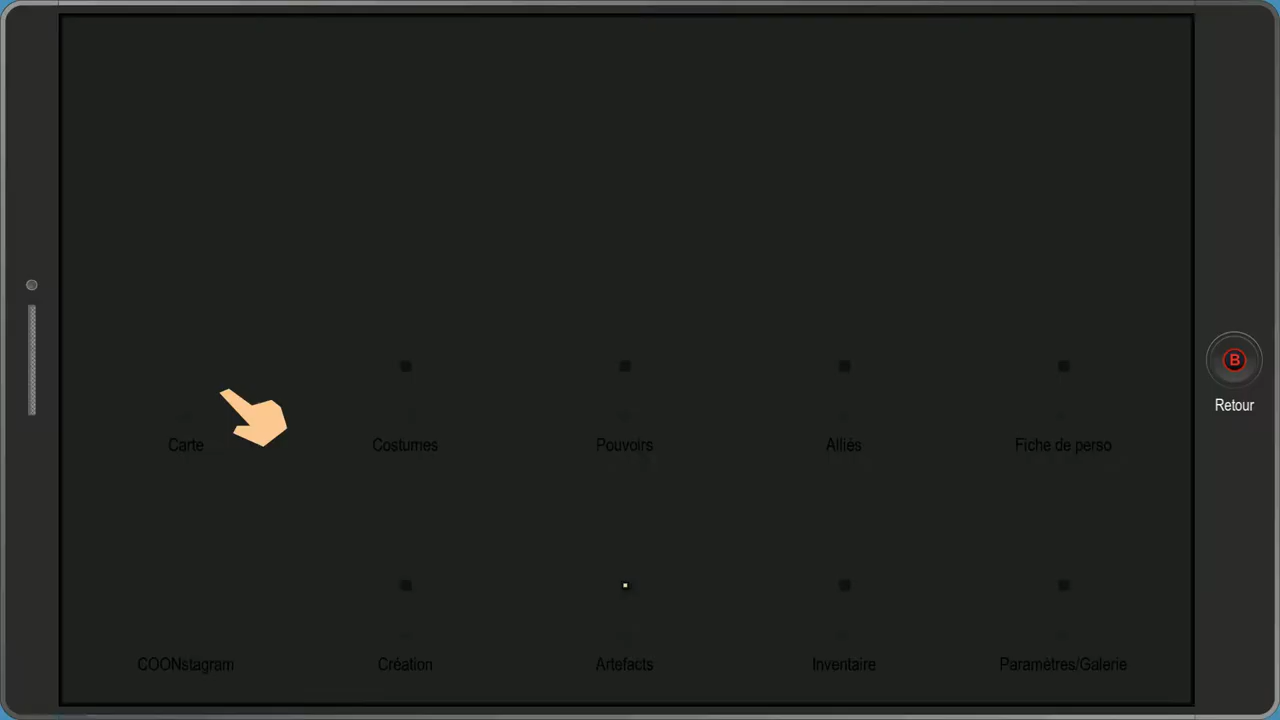 B
Retour
Carte
Costumes
Pouvoirs
Alliés
Fiche de perso
COONstagram
Création
Artefacts
Inventaire
Paramètres/Galerie